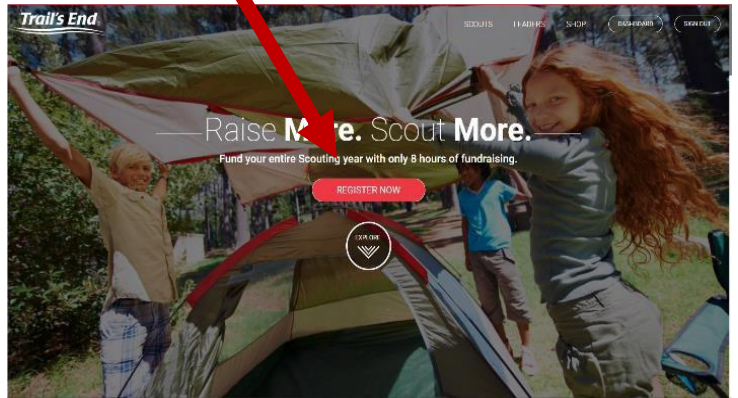 Trail's End
SCOUTS LEADERS SHOP DASHBOARD SIGN OUT
Raise More. Scout More.
Fund your entire Scouting year with only 8 hours of fundraising.
REGISTER NOW
EXPLORE